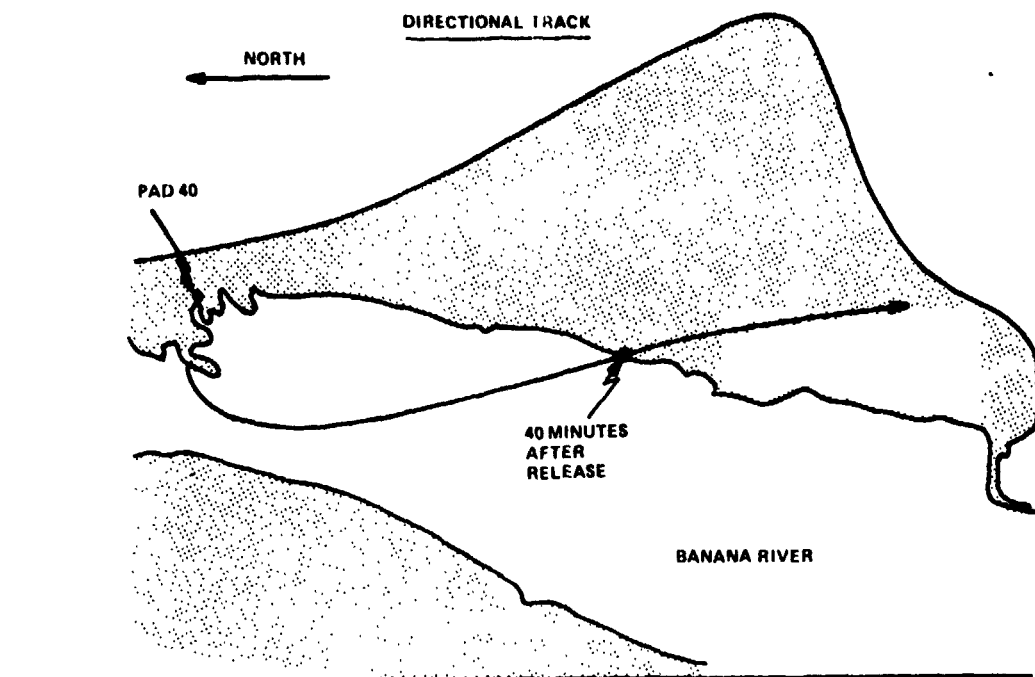 DIRECTIONAL TRACK
NORTH
PAD 40
40 MINUTES
AFTER
RELEASE
BANANA RIVER